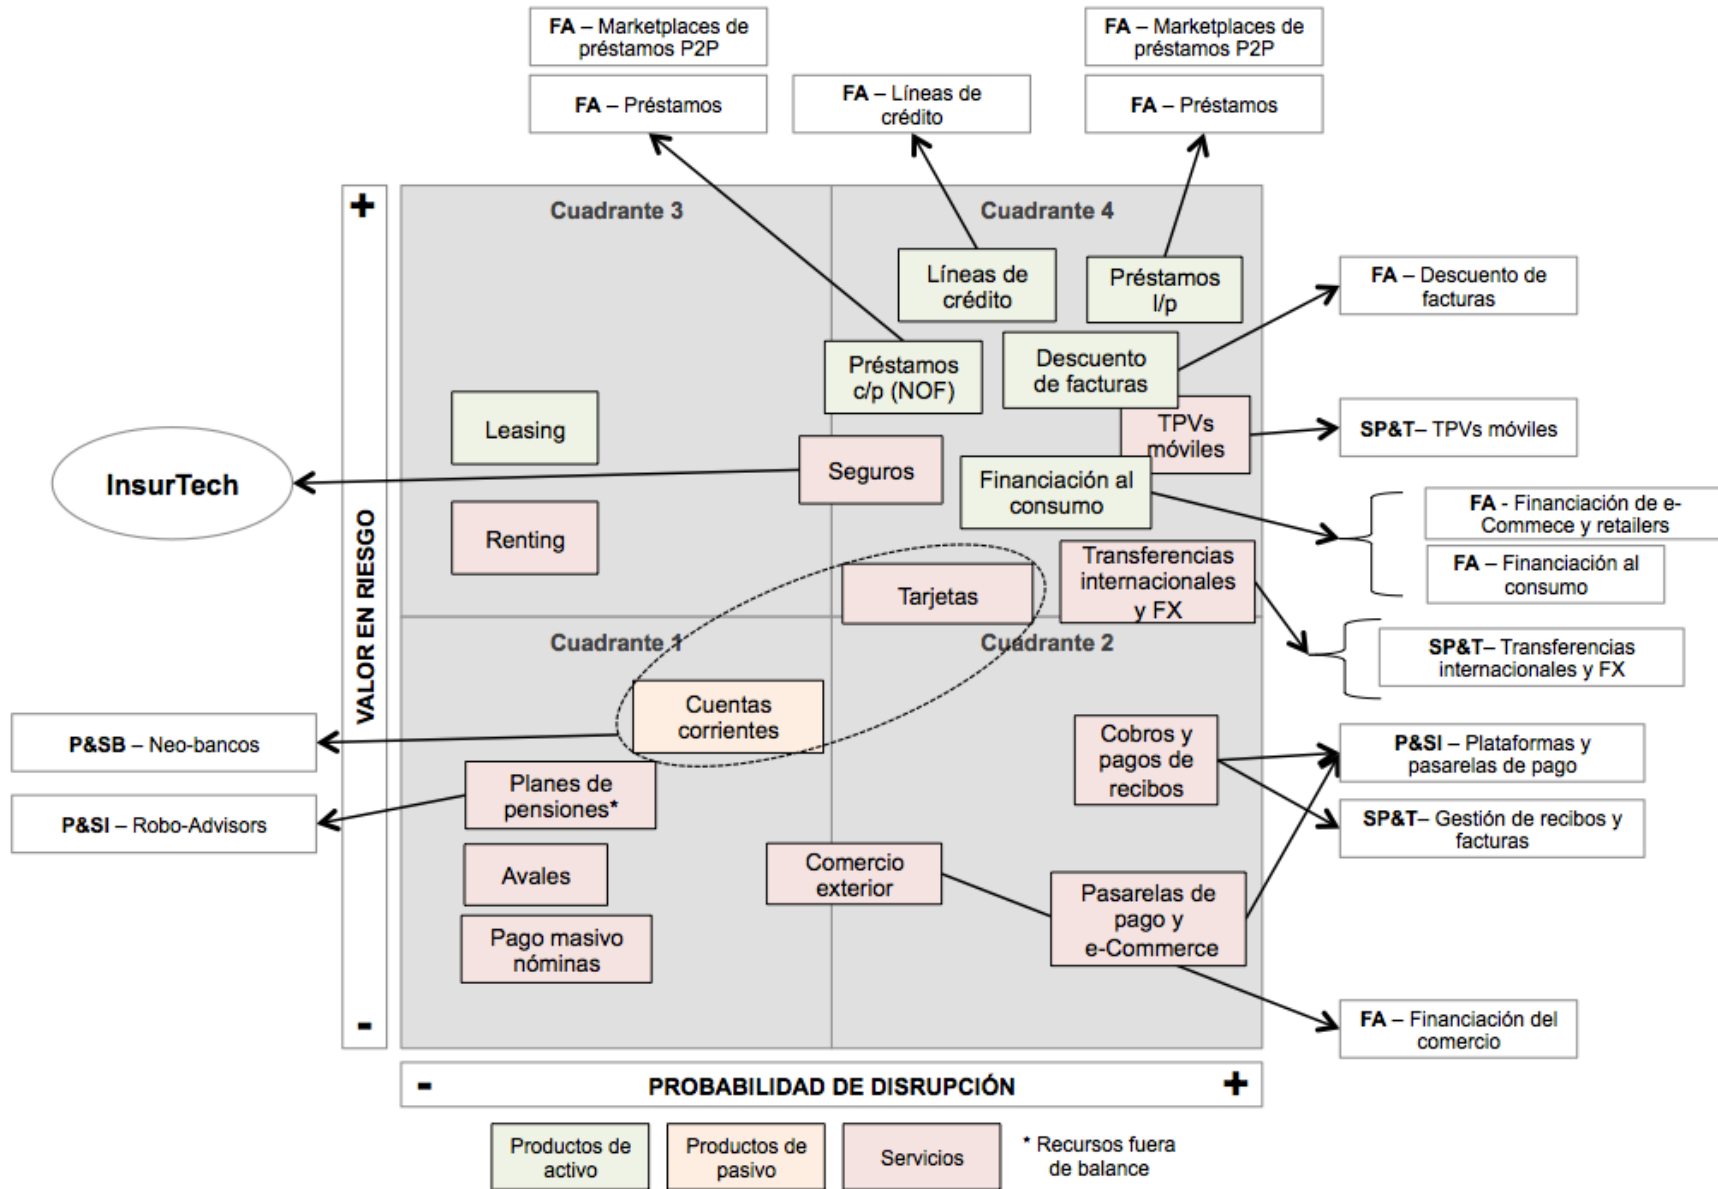 FA – Marketplaces de
préstamos P2P
FA – Marketplaces de
préstamos P2P
FA – Préstamos
FA – Líneas de
crédito
FA – Préstamos
+
Cuadrante 3
Cuadrante 4
Líneas de
crédito
Préstamos
l/p
FA – Descuento de
facturas
Préstamos
c/p (NOF)
Descuento
de facturas
Leasing
TPVs
móviles
SP&T– TPVs móviles
InsurTech
Seguros
Financiación al
consumo
FA - Financiación de e-
Commece y retailers
Renting
FA – Financiación al
consumo
VALOR EN RIESGO
Tarjetas
Transferencias
internacionales
y FX
Cuadrante 1
Cuadrante 2
SP&T– Transferencias
internacionales y FX
Cuentas
corrientes
P&SB – Neo-bancos
Cobros y
pagos de
recibos
P&SI – Plataformas y
pasarelas de pago
Planes de
pensiones*
P&SI – Robo-Advisors
SP&T– Gestión de recibos y
facturas
Avales
Comercio
exterior
Pasarelas de
pago y
e-Commerce
Pago masivo
nóminas
-
FA – Financiación del
comercio
-
PROBABILIDAD DE DISRUPCIÓN
+
Productos de
activo
Productos de
pasivo
Servicios
* Recursos fuera
de balance